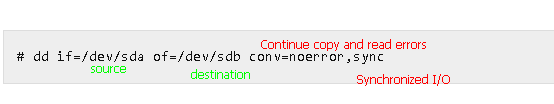 Continue copy and read errors
# dd if=/dev/sda of=/dev/sdb conv=noerror,sync
source
destination
Synchronized I/O